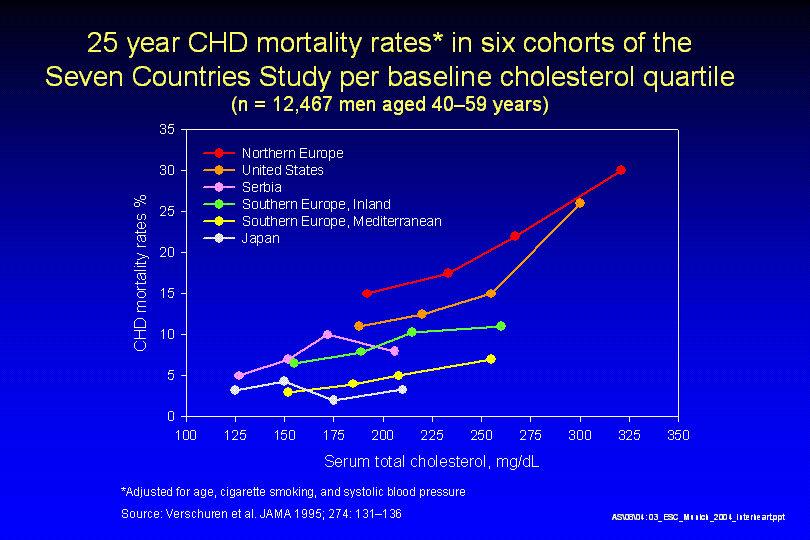 25 year CHD mortality rates* in six cohorts of the
Seven Countries Study per baseline cholesterol quartile
(n = 12,467 men aged 40–59 years)
35
30
25
20
15
10
5
0
CHD mortality rates %
Northern Europe
United States
Serbia
Southern Europe, Inland
Southern Europe, Mediterranean
Japan
100 125 150 175 200 225 250 275 300 325 350
Serum total cholesterol, mg/dL
*Adjusted for age, cigarette smoking, and systolic blood pressure
Source: Verschuren et al. JAMA 1995; 274: 131–136